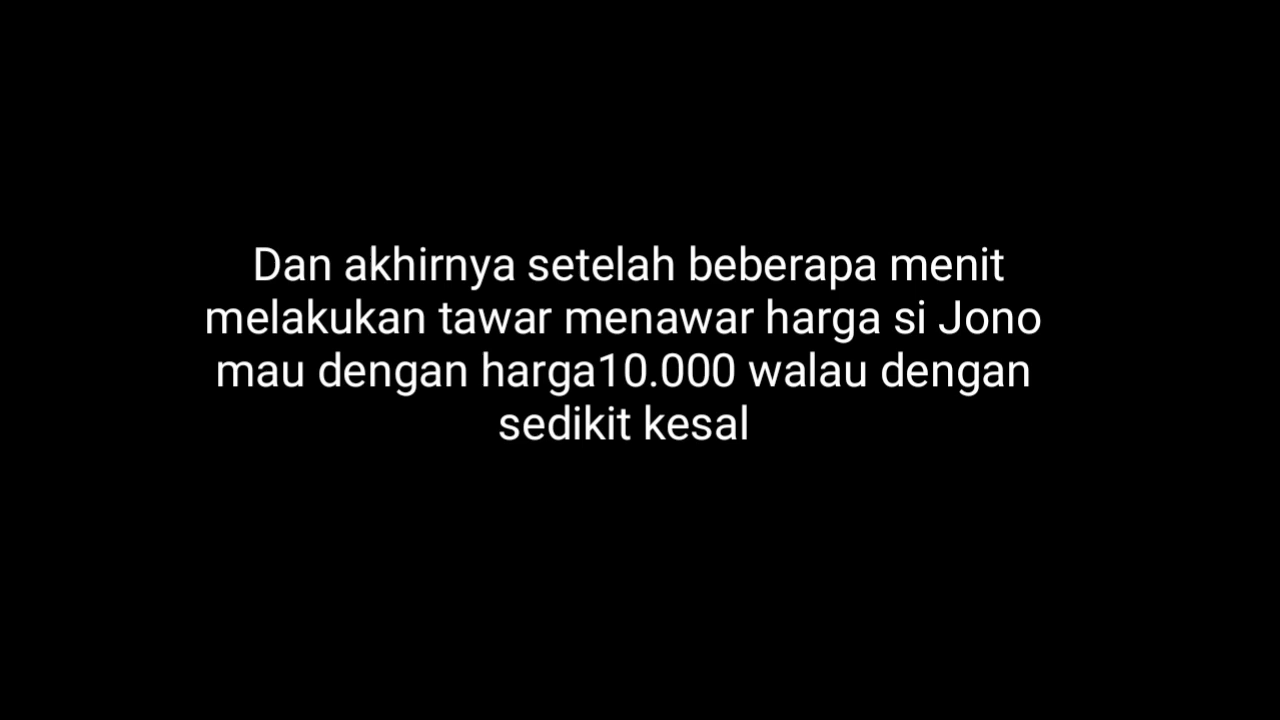 Dan akhirnya setelah beberapa menit
melakukan tawar menawar harga si Jono
mau dengan harga10.000 walau dengan
sedikit kesal